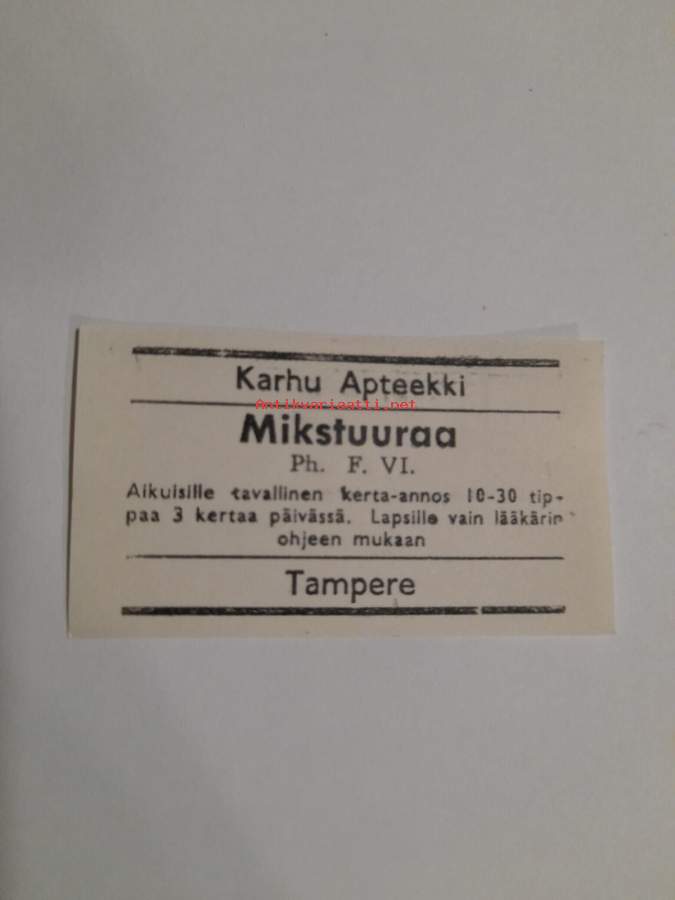 Karhu Apteekki
Antikvariaatti.net
Mikstuuraa
Ph. F. VI.
Aikuisille tavallinen kerta-annos 10-30 tip-
paa 3 kertaa päivässä. Lapsille vain lääkärin
ohjeen mukaan
Tampere